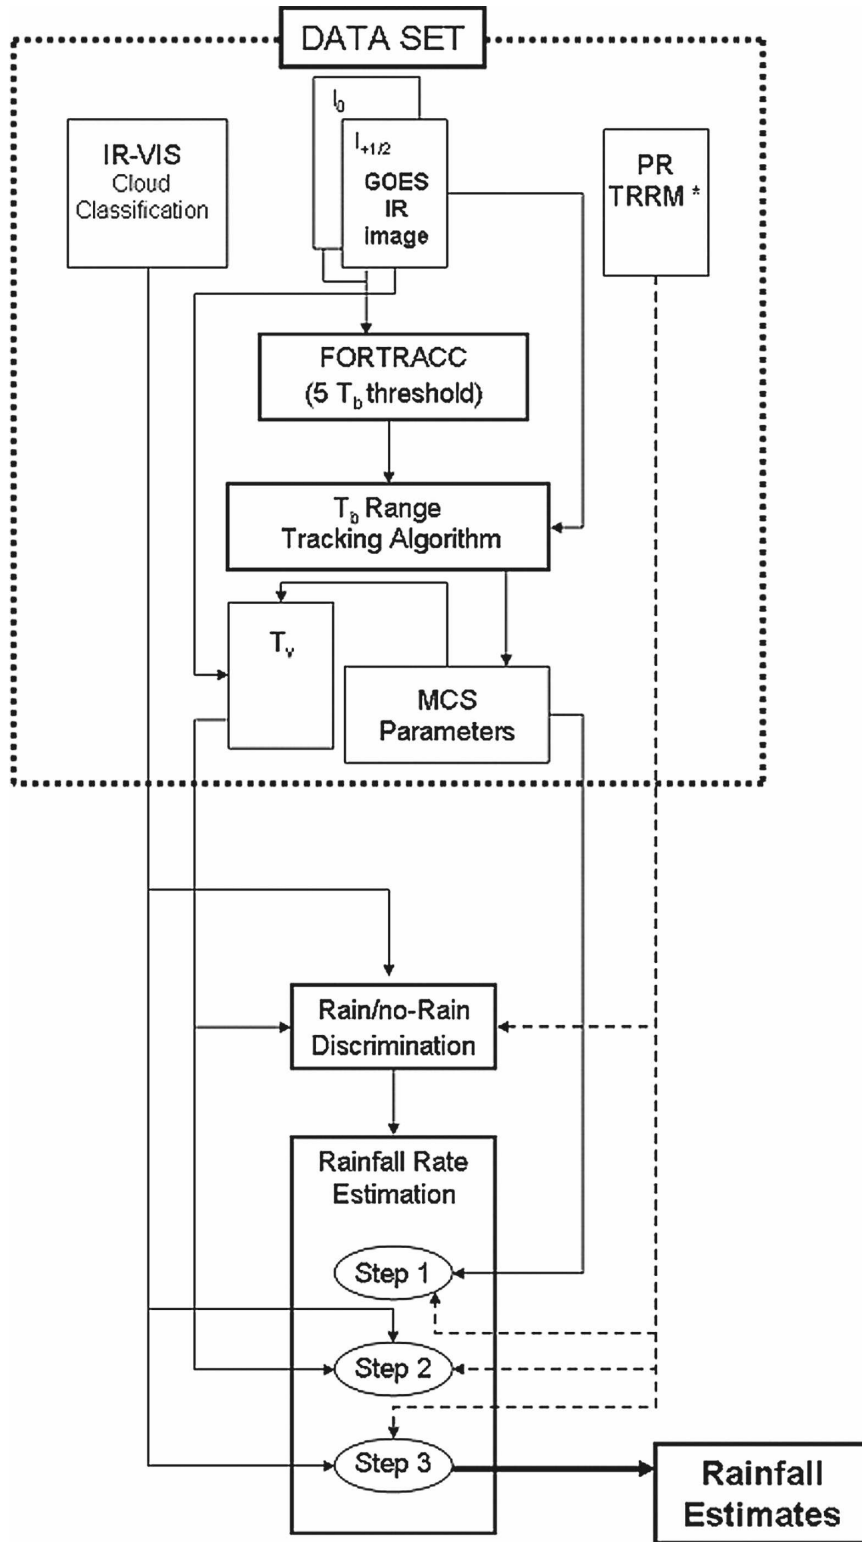 DATA SET
I0
I+1/2
GOES
IR
image
IR-VIS
Cloud
Classification
PR
TRRM *
FORTRACC
(5 Tb threshold)
Tb Range
Tracking Algorithm
Tv
MCS
Parameters
Rain/no-Rain
Discrimination
Rainfall Rate
Estimation
Step 1
Step 2
Step 3
Rainfall
Estimates